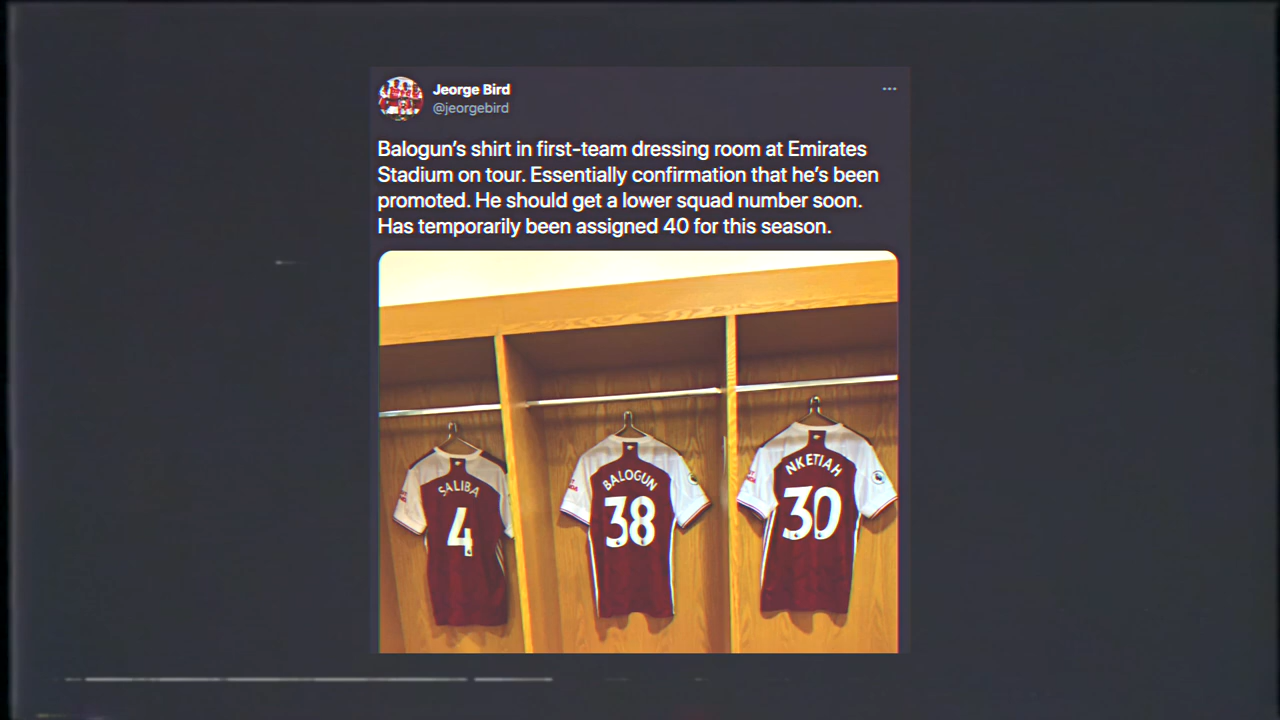 Jeorge Bird
@jeorgebird
Balogun’s shirt in first-team dressing room at Emirates
Stadium on tour. Essentially confirmation that he’s been
promoted. He should get a lower squad number soon.
Has temporarily been assigned 40 for this season.
SALIBA
4
BALOGUN
38
NKETIAH
30